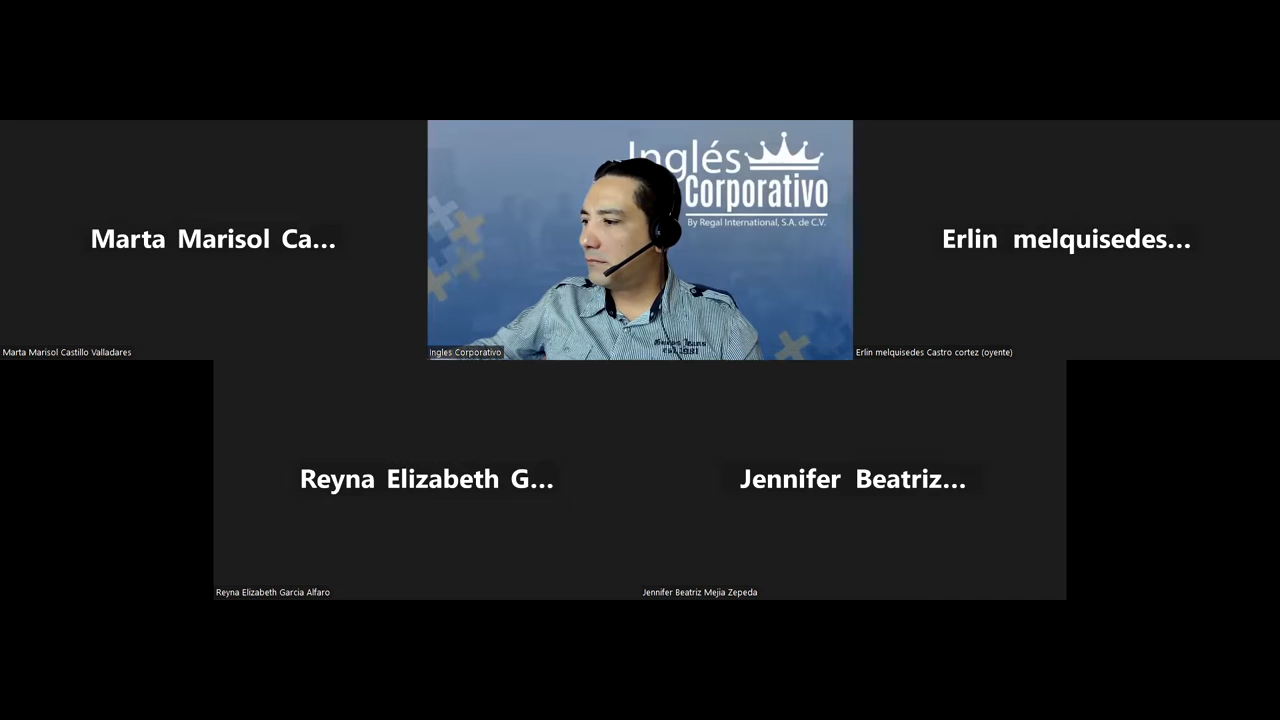 Marta Marisol Ca...
Marta Marisol Castillo Valladares
Inglés
Corporativo
By Regal International, S.A. de C.V.
Ingles Corporativo
Erlin melquisedes...
Erlin melquisedes Castro cortez (oyente)
Reyna Elizabeth G...
Reyna Elizabeth Garcia Alfaro
Jennifer Beatriz...
Jennifer Beatriz Mejia Zepeda